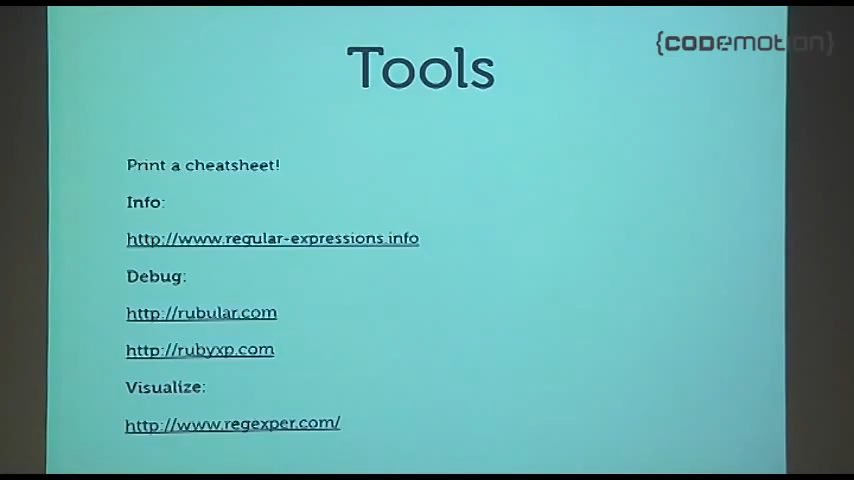 {codemotion}
Tools
Print a cheatsheet!
Info:
http://www.regular-expressions.info
Debug:
http://rubular.com
http://rubyxp.com
Visualize:
http://www.regexper.com/